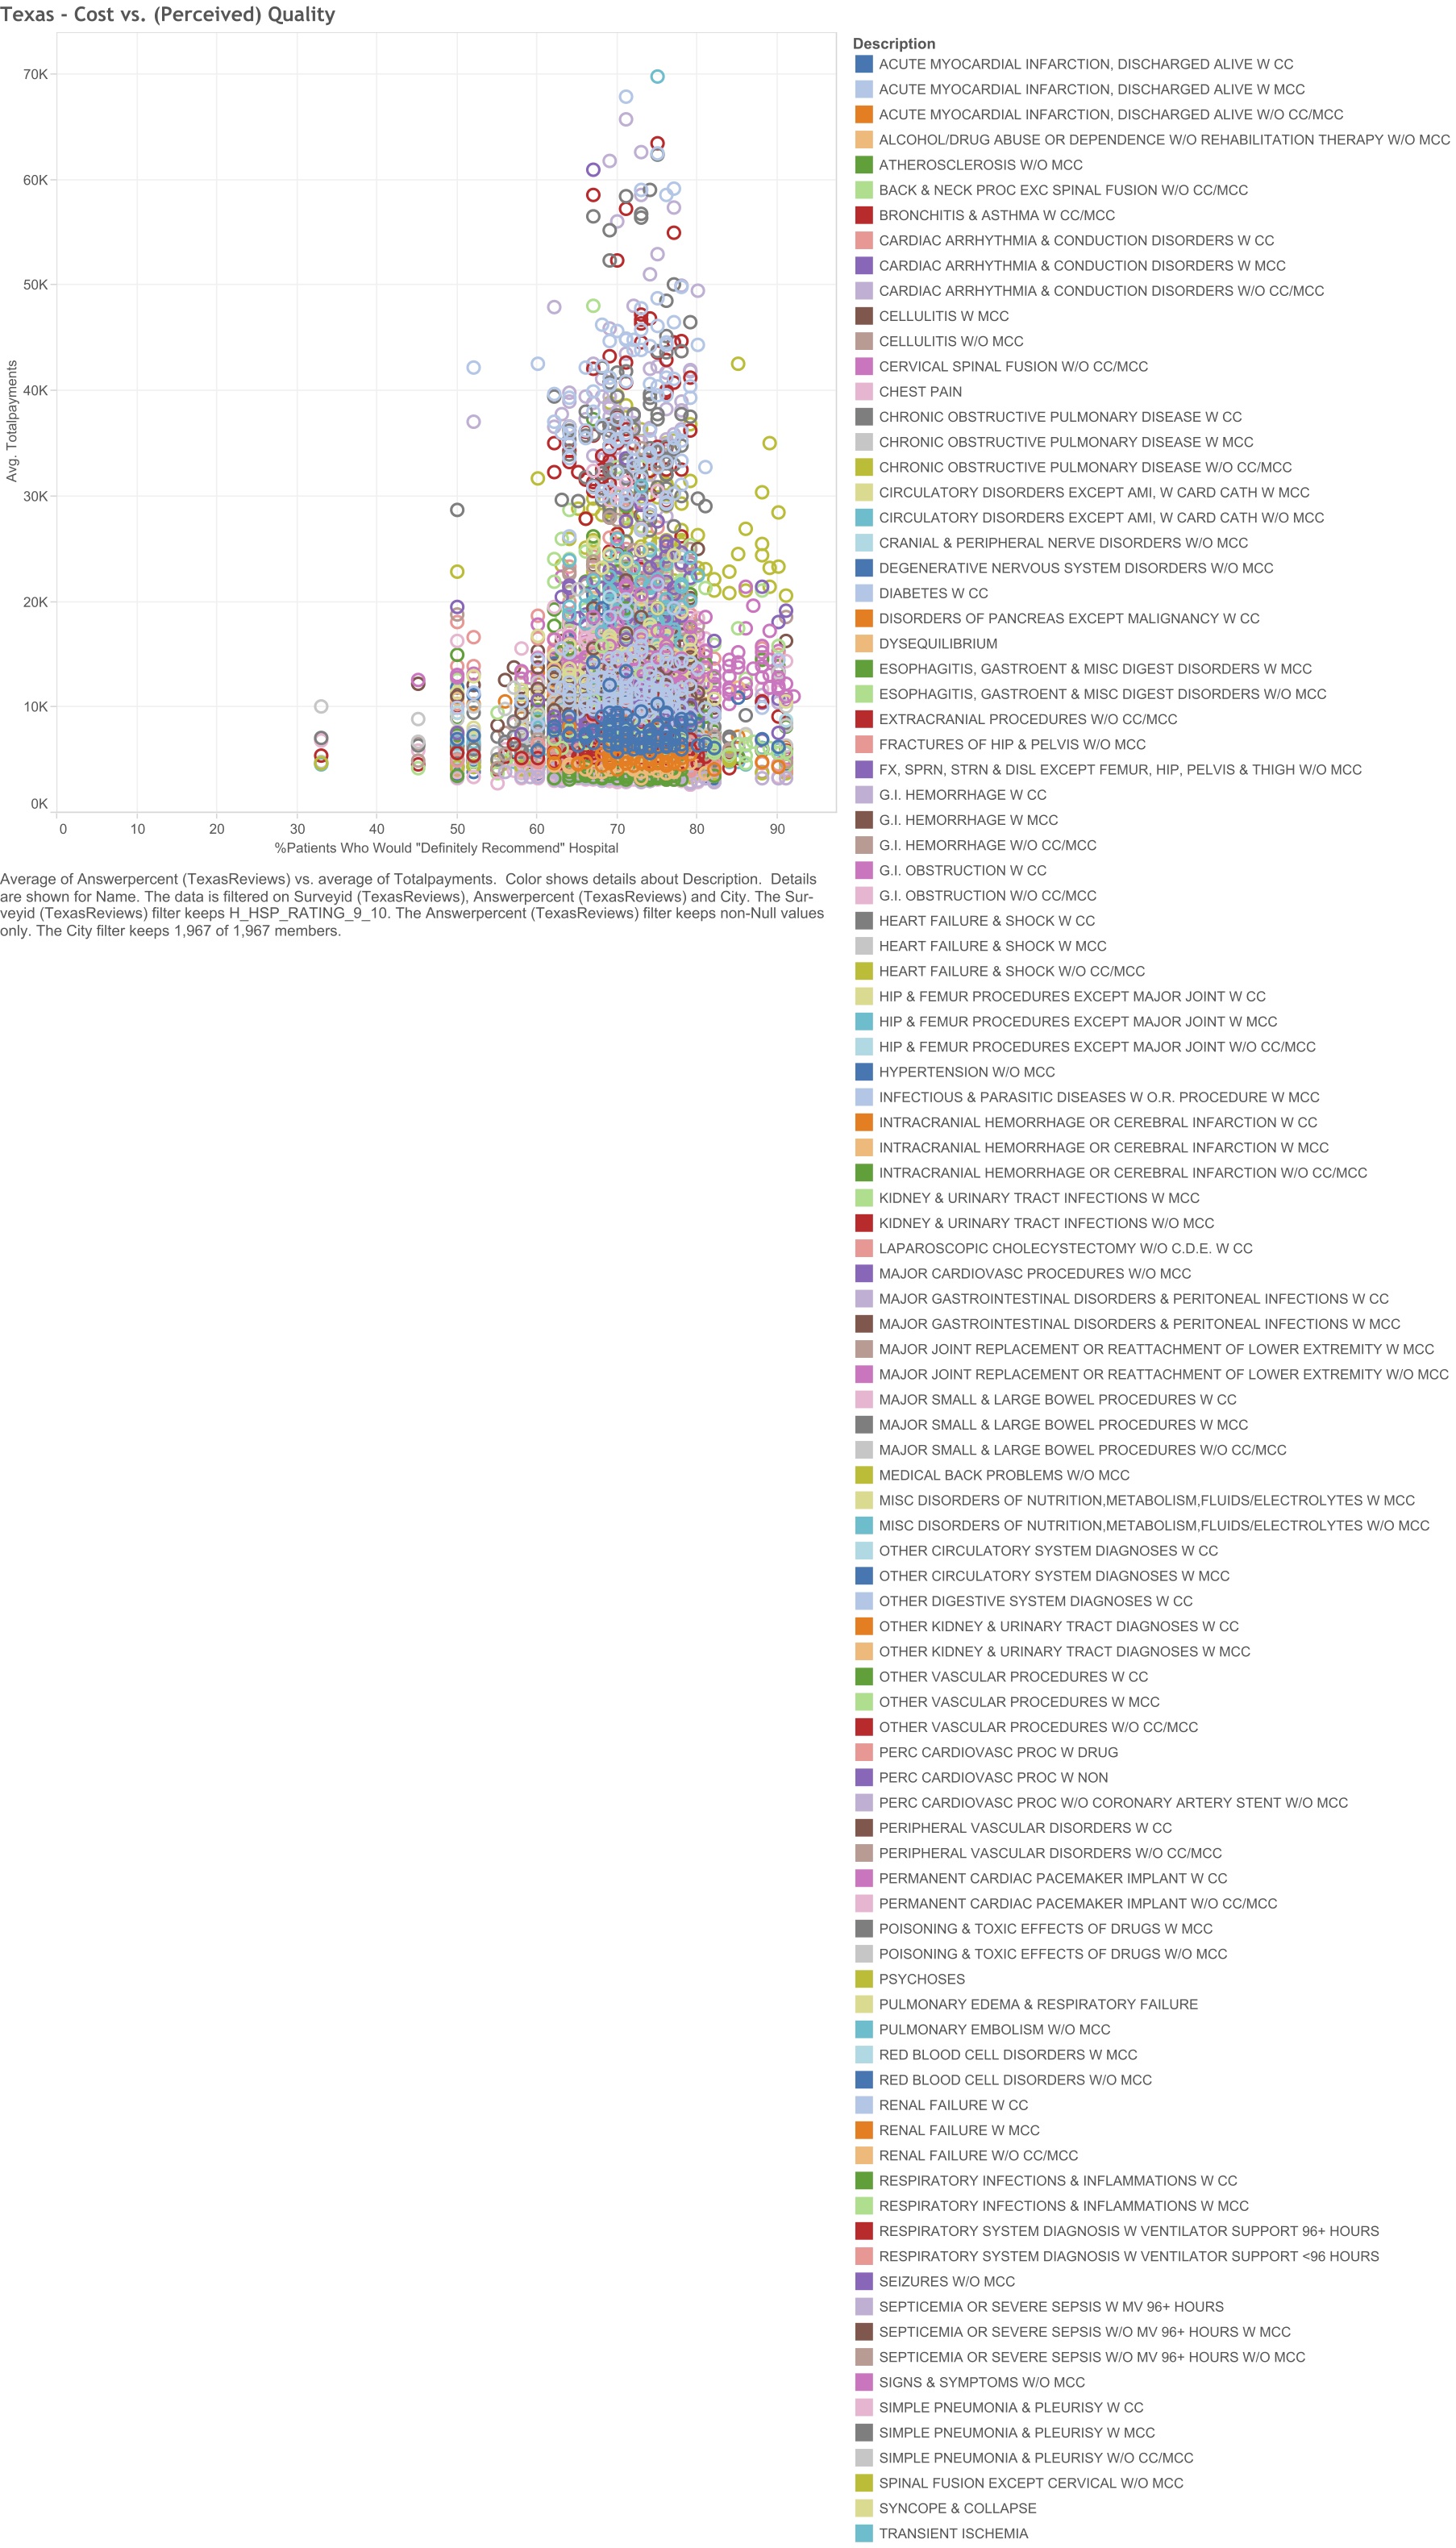 Texas - Cost vs. (Perceived) Quality
70K
60K
50K
40K
30K
20K
10K
0K
Avg. Totalpayments
0 10 20 30 40 50 60 70 80 90
%Patients Who Would "Definitely Recommend" Hospital
Average of Answerpercent (TexasReviews) vs. average of Totalpayments. Color shows details about Description. Details
are shown for Name. The data is filtered on Surveyid (TexasReviews), Answerpercent (TexasReviews) and City. The Sur-
veyid (TexasReviews) filter keeps H_HSP_RATING_9_10. The Answerpercent (TexasReviews) filter keeps non-Null values
only. The City filter keeps 1,967 of 1,967 members.
Description
ACUTE MYOCARDIAL INFARCTION, DISCHARGED ALIVE W CC
ACUTE MYOCARDIAL INFARCTION, DISCHARGED ALIVE W MCC
ACUTE MYOCARDIAL INFARCTION, DISCHARGED ALIVE W/O CC/MCC
ALCOHOL/DRUG ABUSE OR DEPENDENCE W/O REHABILITATION THERAPY W/O MCC
ATHEROSCLEROSIS W/O MCC
BACK & NECK PROC EXC SPINAL FUSION W/O CC/MCC
BRONCHITIS & ASTHMA W CC/MCC
CARDIAC ARRHYTHMIA & CONDUCTION DISORDERS W CC
CARDIAC ARRHYTHMIA & CONDUCTION DISORDERS W MCC
CARDIAC ARRHYTHMIA & CONDUCTION DISORDERS W/O CC/MCC
CELLULITIS W MCC
CELLULITIS W/O MCC
CERVICAL SPINAL FUSION W/O CC/MCC
CHEST PAIN
CHRONIC OBSTRUCTIVE PULMONARY DISEASE W CC
CHRONIC OBSTRUCTIVE PULMONARY DISEASE W MCC
CHRONIC OBSTRUCTIVE PULMONARY DISEASE W/O CC/MCC
CIRCULATORY DISORDERS EXCEPT AMI, W CARD CATH W MCC
CIRCULATORY DISORDERS EXCEPT AMI, W CARD CATH W/O MCC
CRANIAL & PERIPHERAL NERVE DISORDERS W/O MCC
DEGENERATIVE NERVOUS SYSTEM DISORDERS W/O MCC
DIABETES W CC
DISORDERS OF PANCREAS EXCEPT MALIGNANCY W CC
DYSEQUILIBRIUM
ESOPHAGITIS, GASTROENT & MISC DIGEST DISORDERS W MCC
ESOPHAGITIS, GASTROENT & MISC DIGEST DISORDERS W/O MCC
EXTRACRANIAL PROCEDURES W/O CC/MCC
FRACTURES OF HIP & PELVIS W/O MCC
FX, SPRN, STRN & DISL EXCEPT FEMUR, HIP, PELVIS & THIGH W/O MCC
G.I. HEMORRHAGE W CC
G.I. HEMORRHAGE W MCC
G.I. HEMORRHAGE W/O CC/MCC
G.I. OBSTRUCTION W CC
G.I. OBSTRUCTION W/O CC/MCC
HEART FAILURE & SHOCK W CC
HEART FAILURE & SHOCK W MCC
HEART FAILURE & SHOCK W/O CC/MCC
HIP & FEMUR PROCEDURES EXCEPT MAJOR JOINT W CC
HIP & FEMUR PROCEDURES EXCEPT MAJOR JOINT W MCC
HIP & FEMUR PROCEDURES EXCEPT MAJOR JOINT W/O CC/MCC
HYPERTENSION W/O MCC
INFECTIOUS & PARASITIC DISEASES W O.R. PROCEDURE W MCC
INTRACRANIAL HEMORRHAGE OR CEREBRAL INFARCTION W CC
INTRACRANIAL HEMORRHAGE OR CEREBRAL INFARCTION W MCC
INTRACRANIAL HEMORRHAGE OR CEREBRAL INFARCTION W/O CC/MCC
KIDNEY & URINARY TRACT INFECTIONS W MCC
KIDNEY & URINARY TRACT INFECTIONS W/O MCC
LAPAROSCOPIC CHOLECYSTECTOMY W/O C.D.E. W CC
MAJOR CARDIOVASC PROCEDURES W/O MCC
MAJOR GASTROINTESTINAL DISORDERS & PERITONEAL INFECTIONS W CC
MAJOR GASTROINTESTINAL DISORDERS & PERITONEAL INFECTIONS W MCC
MAJOR JOINT REPLACEMENT OR REATTACHMENT OF LOWER EXTREMITY W MCC
MAJOR JOINT REPLACEMENT OR REATTACHMENT OF LOWER EXTREMITY W/O MCC
MAJOR SMALL & LARGE BOWEL PROCEDURES W CC
MAJOR SMALL & LARGE BOWEL PROCEDURES W MCC
MAJOR SMALL & LARGE BOWEL PROCEDURES W/O CC/MCC
MEDICAL BACK PROBLEMS W/O MCC
MISC DISORDERS OF NUTRITION,METABOLISM,FLUIDS/ELECTROLYTES W MCC
MISC DISORDERS OF NUTRITION,METABOLISM,FLUIDS/ELECTROLYTES W/O MCC
OTHER CIRCULATORY SYSTEM DIAGNOSES W CC
OTHER CIRCULATORY SYSTEM DIAGNOSES W MCC
OTHER DIGESTIVE SYSTEM DIAGNOSES W CC
OTHER KIDNEY & URINARY TRACT DIAGNOSES W CC
OTHER KIDNEY & URINARY TRACT DIAGNOSES W MCC
OTHER VASCULAR PROCEDURES W CC
OTHER VASCULAR PROCEDURES W MCC
OTHER VASCULAR PROCEDURES W/O CC/MCC
PERC CARDIOVASC PROC W DRUG
PERC CARDIOVASC PROC W NON
PERC CARDIOVASC PROC W/O CORONARY ARTERY STENT W/O MCC
PERIPHERAL VASCULAR DISORDERS W CC
PERIPHERAL VASCULAR DISORDERS W/O CC/MCC
PERMANENT CARDIAC PACEMAKER IMPLANT W CC
PERMANENT CARDIAC PACEMAKER IMPLANT W/O CC/MCC
POISONING & TOXIC EFFECTS OF DRUGS W MCC
POISONING & TOXIC EFFECTS OF DRUGS W/O MCC
PSYCHOSES
PULMONARY EDEMA & RESPIRATORY FAILURE
PULMONARY EMBOLISM W/O MCC
RED BLOOD CELL DISORDERS W MCC
RED BLOOD CELL DISORDERS W/O MCC
RENAL FAILURE W CC
RENAL FAILURE W MCC
RENAL FAILURE W/O CC/MCC
RESPIRATORY INFECTIONS & INFLAMMATIONS W CC
RESPIRATORY INFECTIONS & INFLAMMATIONS W MCC
RESPIRATORY SYSTEM DIAGNOSIS W VENTILATOR SUPPORT 96+ HOURS
RESPIRATORY SYSTEM DIAGNOSIS W VENTILATOR SUPPORT <96 HOURS
SEIZURES W/O MCC
SEPTICEMIA OR SEVERE SEPSIS W MV 96+ HOURS
SEPTICEMIA OR SEVERE SEPSIS W/O MV 96+ HOURS W MCC
SEPTICEMIA OR SEVERE SEPSIS W/O MV 96+ HOURS W/O MCC
SIGNS & SYMPTOMS W/O MCC
SIMPLE PNEUMONIA & PLEURISY W CC
SIMPLE PNEUMONIA & PLEURISY W MCC
SIMPLE PNEUMONIA & PLEURISY W/O CC/MCC
SPINAL FUSION EXCEPT CERVICAL W/O MCC
SYNCOPE & COLLAPSE
TRANSIENT ISCHEMIA